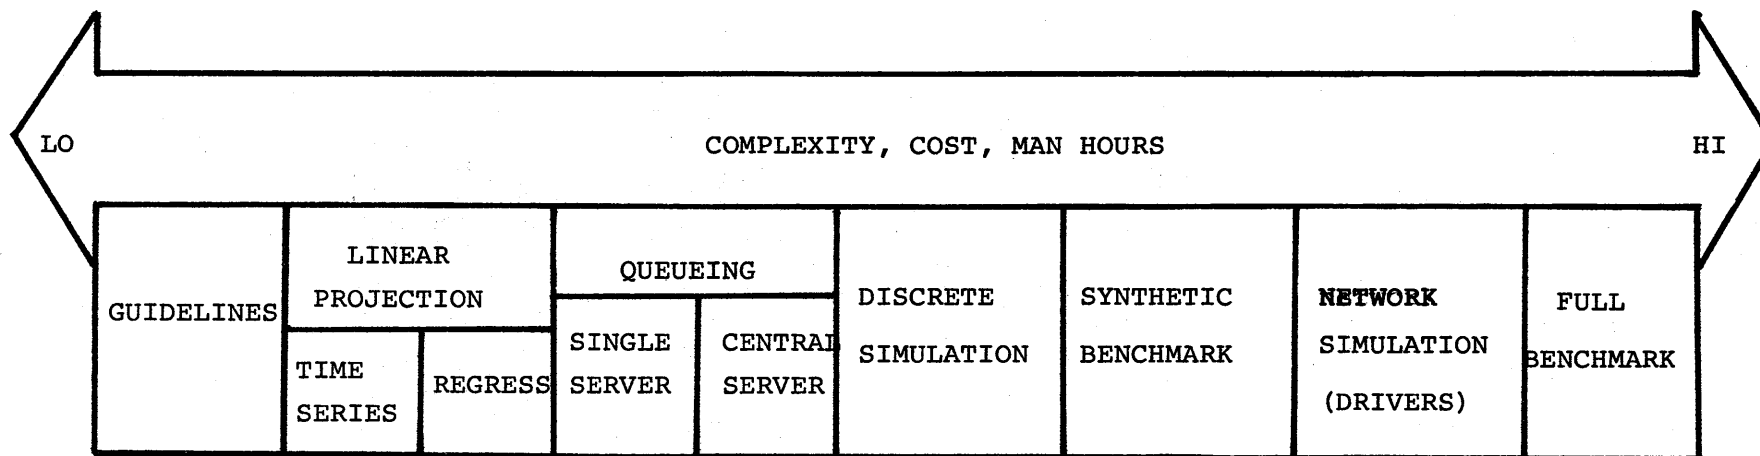 LO
COMPLEXITY, COST, MAN HOURS
HI
GUIDELINES
LINEAR
PROJECTION
TIME
SERIES
REGRESS
QUEUEING
SINGLE
SERVER
CENTRAL
SERVER
DISCRETE
SIMULATION
SYNTHETIC
BENCHMARK
NETWORK
SIMULATION
(DRIVERS)
FULL
BENCHMARK